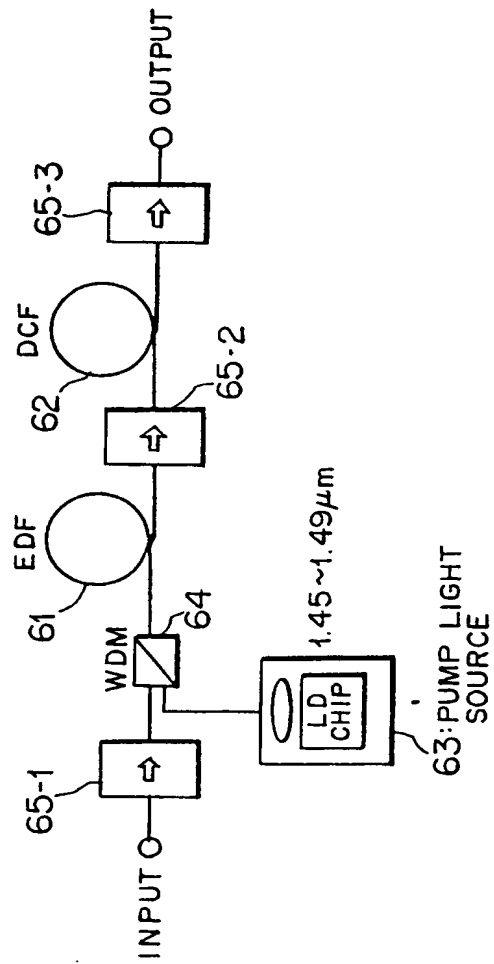 INPUT
65-1
WDM
64
EDF
61
65-2
DCF
62
65-3
OUTPUT
LD
CHIP
1.45~1.49μm
63:PUMP LIGHT
SOURCE